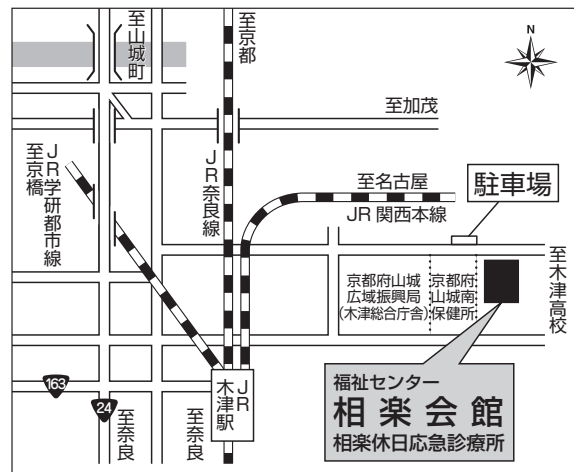 至山城町
至京都
N
至加茂
JR学研都市線
至京橋
JR奈良線
至名古屋
JR関西本線
駐車場
京都府山城
広域振興局
(木津総合庁舎)
京都府
山城南
保健所
至木津高校
福祉センター
相楽会館
相楽休日応急診療所
163
24
至奈良
至奈良
JR
木津駅